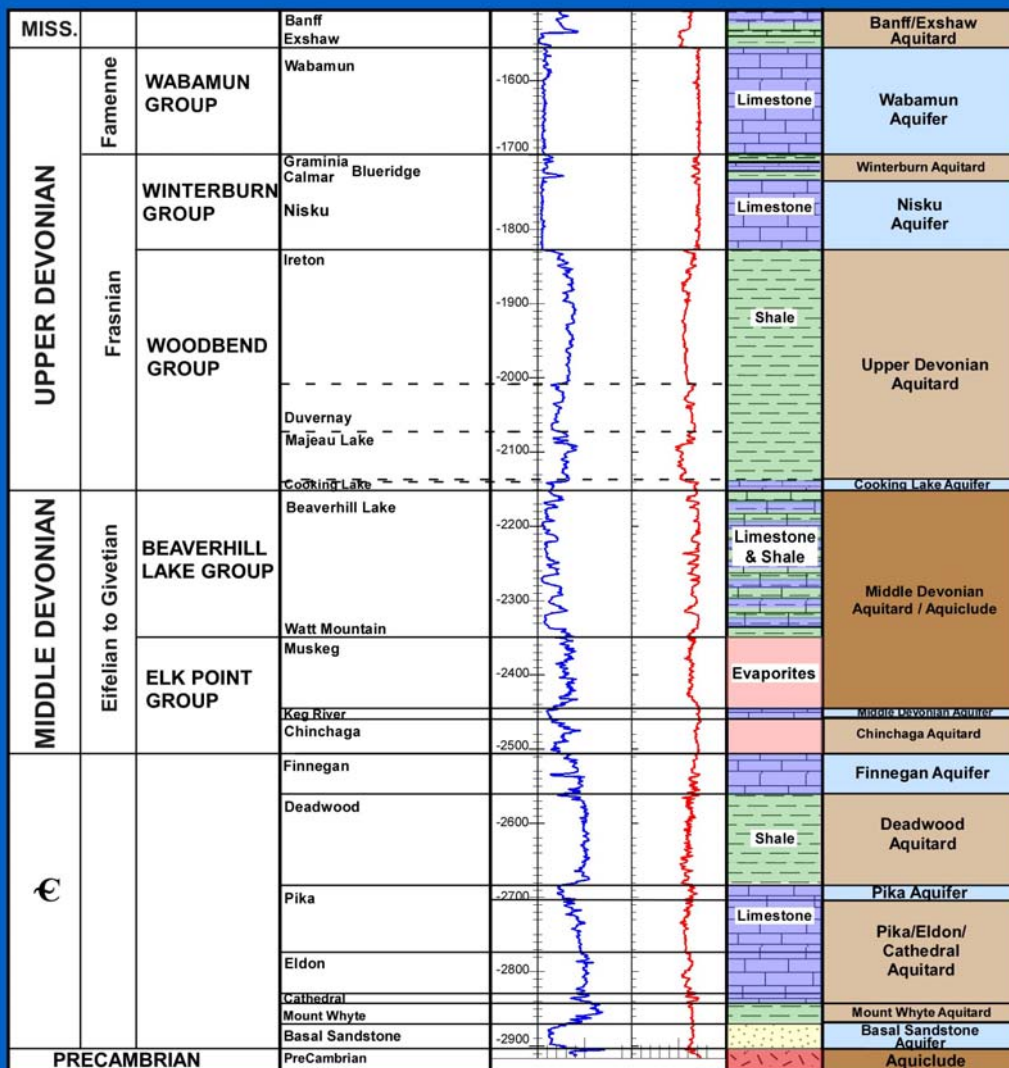 MISS.
Banff
Exshaw
Banff/Exshaw
Aquitard
UPPER DEVONIAN
Famenne
WABAMUN
GROUP
Wabamun
-1600
-1700
Limestone
Wabamun
Aquifer
Frasnian
WINTERBURN
GROUP
Graminia
Calmar
Blueridge
Nisku
-1800
Limestone
Winterburn Aquitard
Nisku
Aquifer
WOODBEND
GROUP
Ireton
-1900
-2000
Duvernay
Majeau Lake
-2100
Cooking Lake
Shale
Upper Devonian
Aquitard
Cooking Lake Aquifer
MIDDLE DEVONIAN
Eifelian to Givetian
BEAVERHILL
LAKE GROUP
Beaverhill Lake
-2200
-2300
Watt Mountain
Limestone
& Shale
Middle Devonian
Aquitard / Aquiclude
ELK POINT
GROUP
Muskeg
-2400
Evaporites
Keg River
Middle Devonian Aquifer
Chinchaga
-2500
Chinchaga Aquitard
Є
Finnegan
Finnegan Aquifer
Deadwood
-2600
Shale
Deadwood
Aquitard
Pika
-2700
Limestone
Pika Aquifer
Pika/Eldon/
Cathedral
Aquitard
Eldon
-2800
Cathedral
Mount Whyte
Mount Whyte Aquitard
Basal Sandstone
-2900
Basal Sandstone
Aquifer
PRECAMBRIAN
PreCambrian
Aquiclude